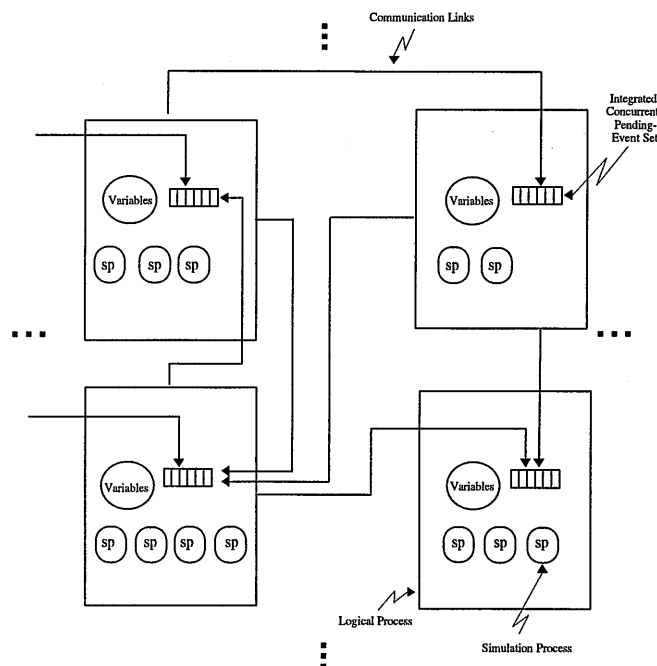 Communication Links
Integrated
Concurrent
Pending-
Event Set
Variables
sp sp sp
Variables
sp sp
Variables
sp sp sp sp
Variables
sp sp sp
Logical Process
Simulation Process